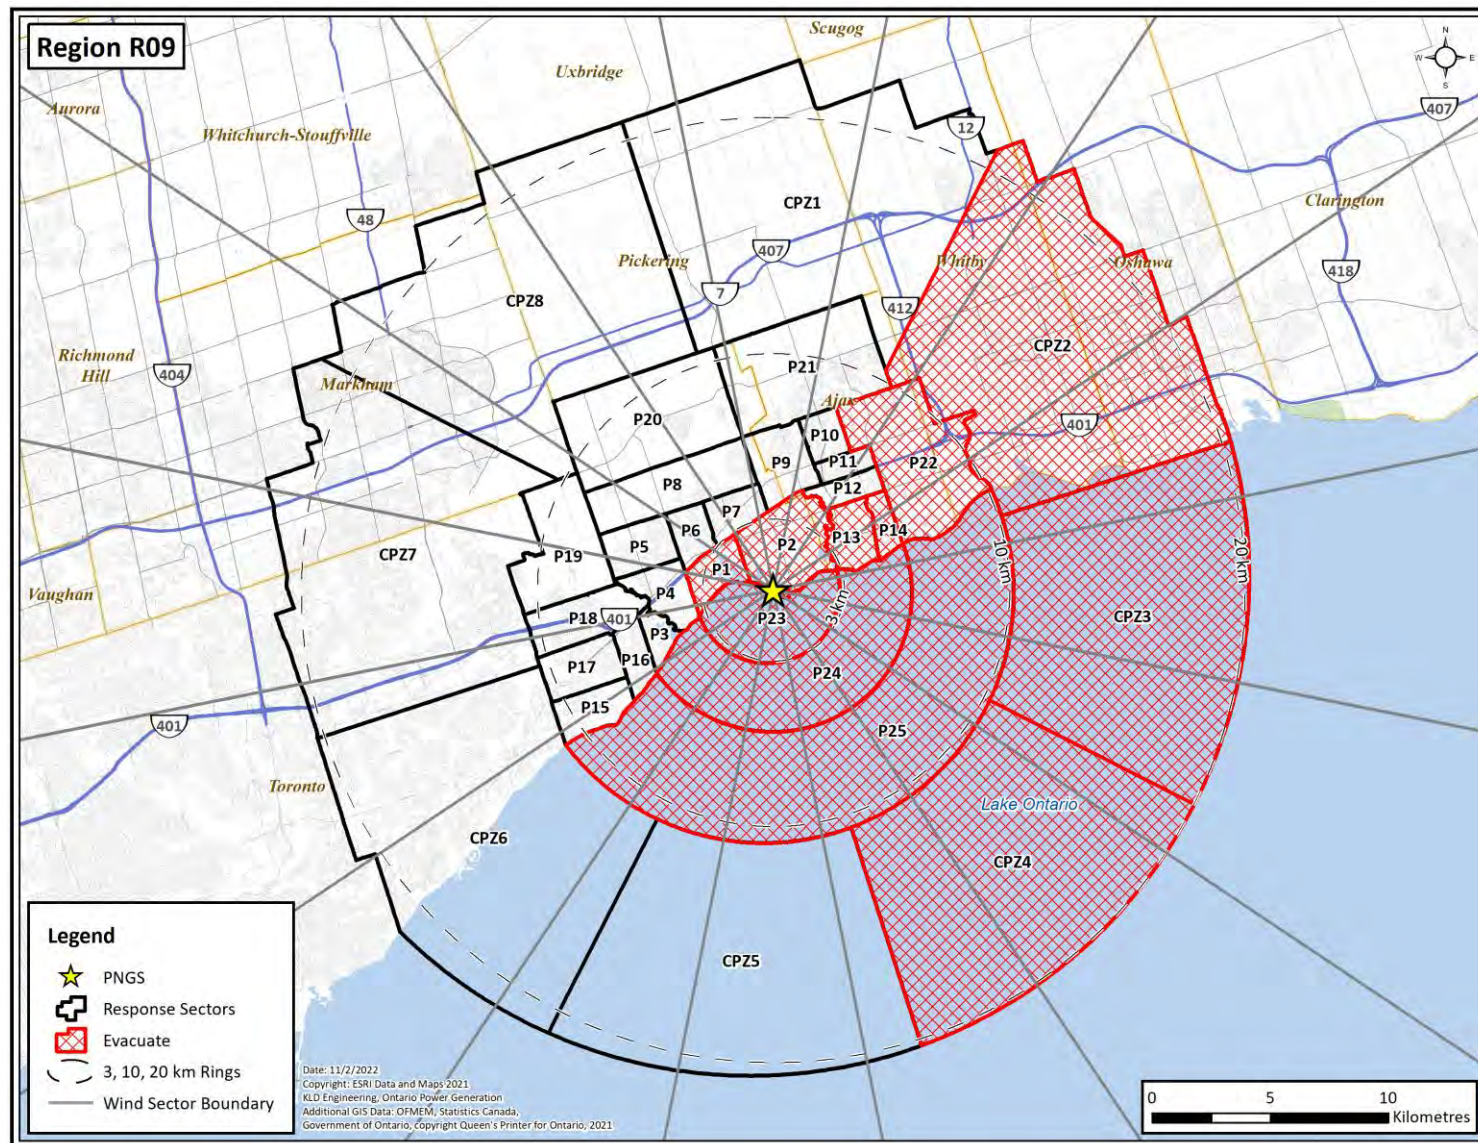 Region R09
Scugog
Uxbridge
Aurora
Whitchurch-Stouffville
N
W
E
S
407
12
48
CPZ1
Clarington
407
Pickering
Whitby
Oshawa
418
7
CPZ8
412
Richmond
Hill
404
Markham
CPZ2
P21
Ajax
P20
401
P10
P9
P11
P22
P8
P12
P7
P6
P13
P14
P2
P5
CPZ7
P19
10 km
20 km
P1
Vaughan
P4
3 km
P18
401
P23
CPZ3
P3
P16
P17
P24
P15
401
P25
Toronto
Lake Ontario
CPZ6
CPZ4
CPZ5
Legend
PNGS
Response Sectors
Evacuate
3, 10, 20 km Rings
Wind Sector Boundary
Date: 11/2/2022
Copyright: ESRI Data and Maps 2021
KLD Engineering, Ontario Power Generation
Additional GIS Data: OFMEM, Statistics Canada,
Government of Ontario, copyright Queen's Printer for Ontario, 2021
0 5 10
Kilometres